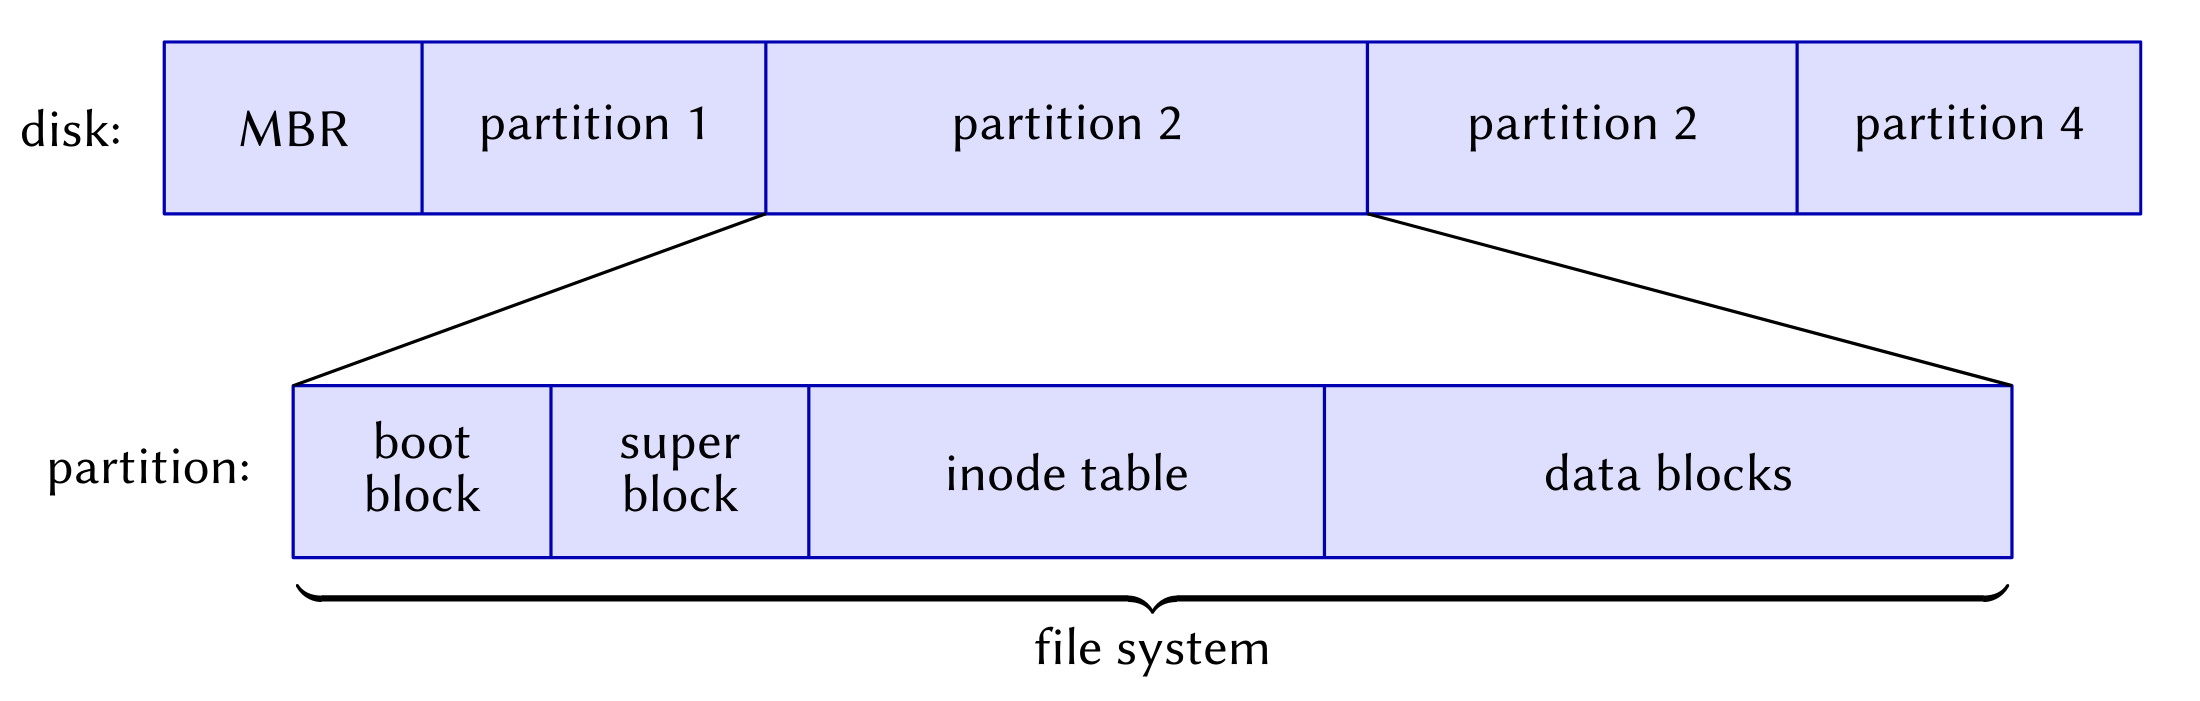 disk:
MBR
partition 1
partition 2
partition 2
partition 4
partition:
boot
block
super
block
inode table
data blocks
file system